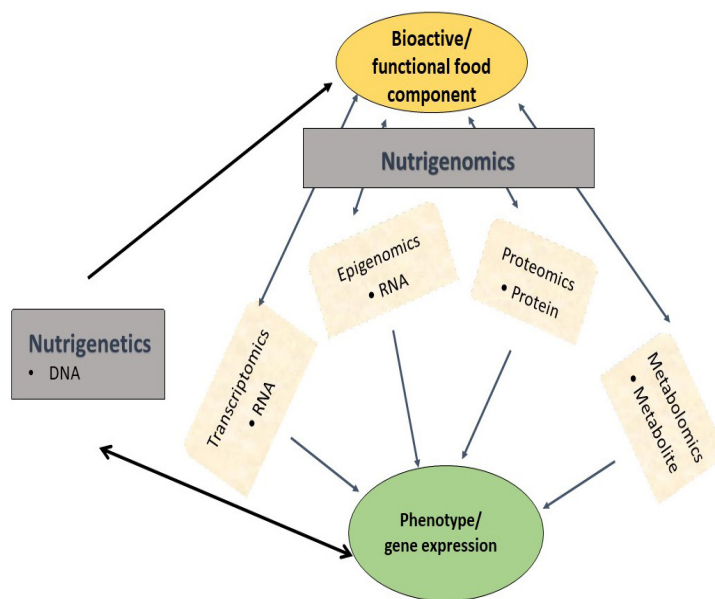 Bioactive/
functional food
component
Nutrigenomics
Epigenomics
• RNA
Proteomics
• Protein
Nutrigenetics
• DNA
Transcriptomics
• RNA
Metabolomics
• Metabolite
Phenotype/
gene expression